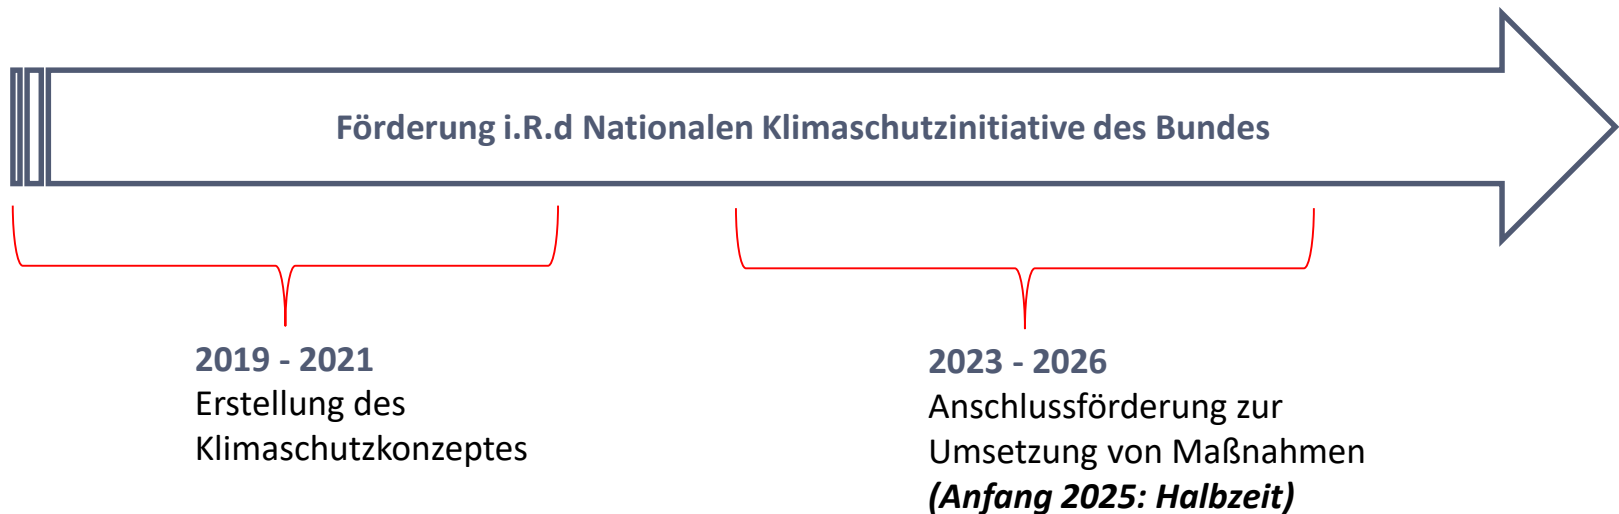 Förderung i.R.d Nationalen Klimaschutzinitiative des Bundes
2019 - 2021
Erstellung des
Klimaschutzkonzeptes
2023 - 2026
Anschlussförderung zur
Umsetzung von Maßnahmen
(Anfang 2025: Halbzeit)